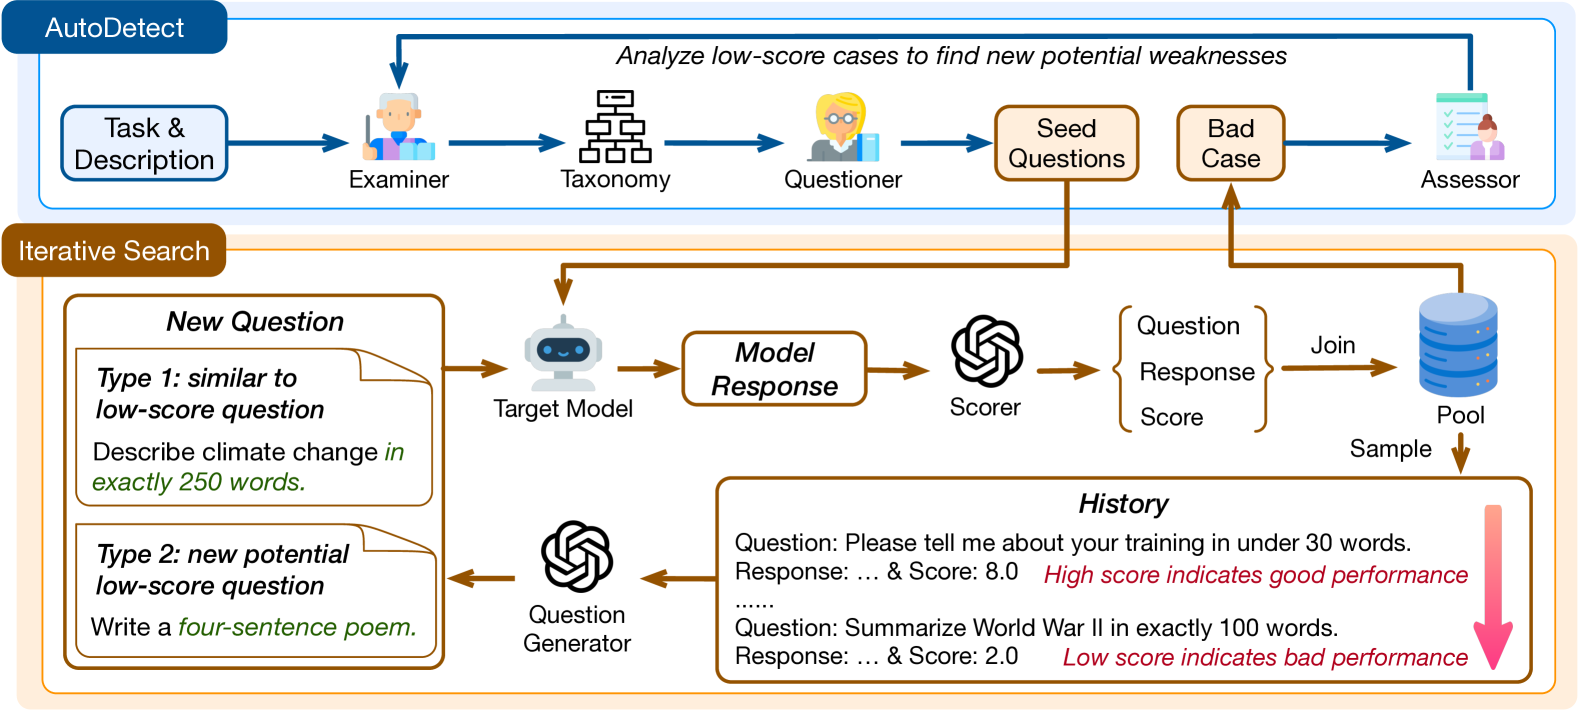 AutoDetect
Analyze low-score cases to find new potential weaknesses
Task &
Description
Examiner
Taxonomy
Questioner
Seed
Questions
Bad
Case
Assessor
Iterative Search
New Question
Type 1: similar to
low-score question
Describe climate change in
exactly 250 words.
Type 2: new potential
low-score question
Write a four-sentence poem.
Target Model
Model
Response
Scorer
Question
Response
Score
Join
Pool
Sample
History
Question: Please tell me about your training in under 30 words.
Response: ... & Score: 8.0 High score indicates good performance
......
Question: Summarize World War II in exactly 100 words.
Response: ... & Score: 2.0 Low score indicates bad performance
Question
Generator